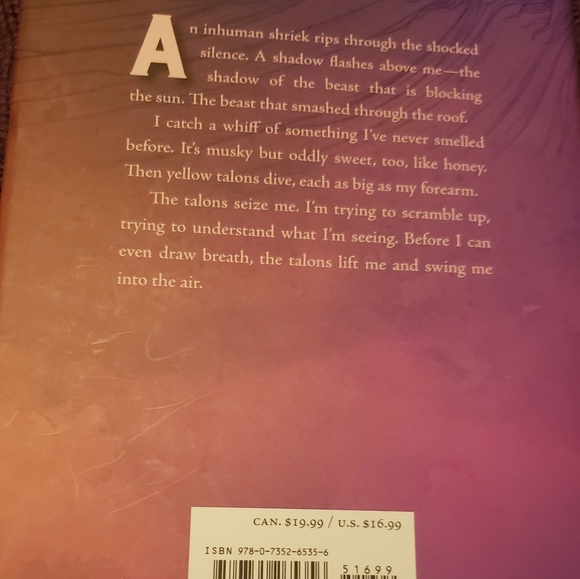 An inhuman shriek rips through the shocked
silence. A shadow flashes above me—the
shadow of the beast that is blocking
the sun. The beast that smashed through the roof.
I catch a whiff of something I've never smelled
before. It's musky but oddly sweet, too, like honey.
Then yellow talons dive, each as big as my forearm.
The talons seize me. I'm trying to scramble up,
trying to understand what I'm seeing. Before I can
even draw breath, the talons lift me and swing me
into the air.
CAN. $19.99 / U.S. $16.99
ISBN 978-0-7352-6535-6
51699